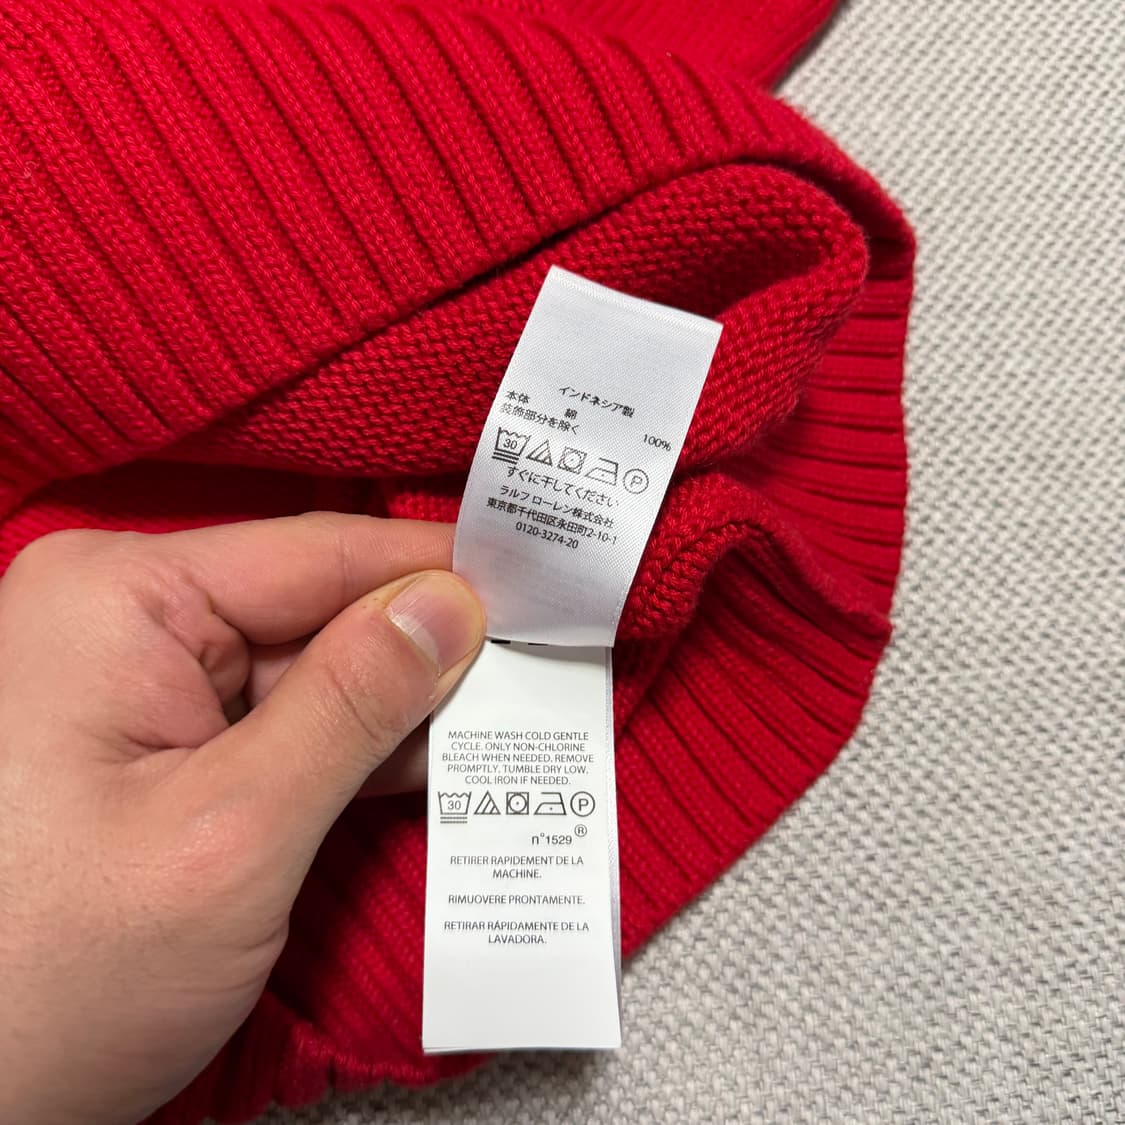 インドネシア製
本体 綿 100%
装飾部分を除く
30 P
すぐに干してください
ラルフ ローレン株式会社
東京都千代田区永田町2-10-1
0120-3274-20
MACHINE WASH COLD GENTLE
CYCLE. ONLY NON-CHLORINE
BLEACH WHEN NEEDED. REMOVE
PROMPTLY. TUMBLE DRY LOW.
COOL IRON IF NEEDED.
30 P
n°1529 ®
RETIRER RAPIDEMENT DE LA
MACHINE.
RIMUOVERE PRONTAMENTE.
RETIRAR RÁPIDAMENTE DE LA
LAVADORA.